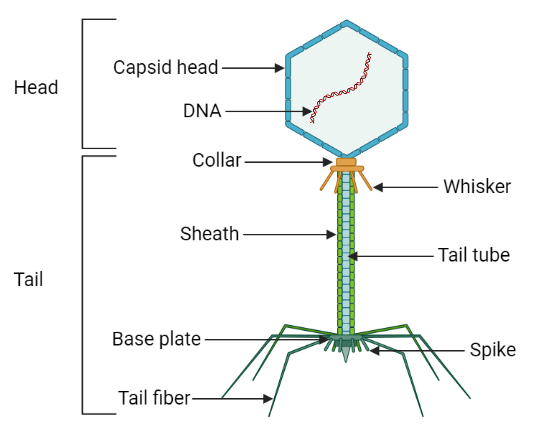 Capsid head
Head
DNA
Collar
Whisker
Sheath
Tail tube
Tail
Base plate
Spike
Tail fiber